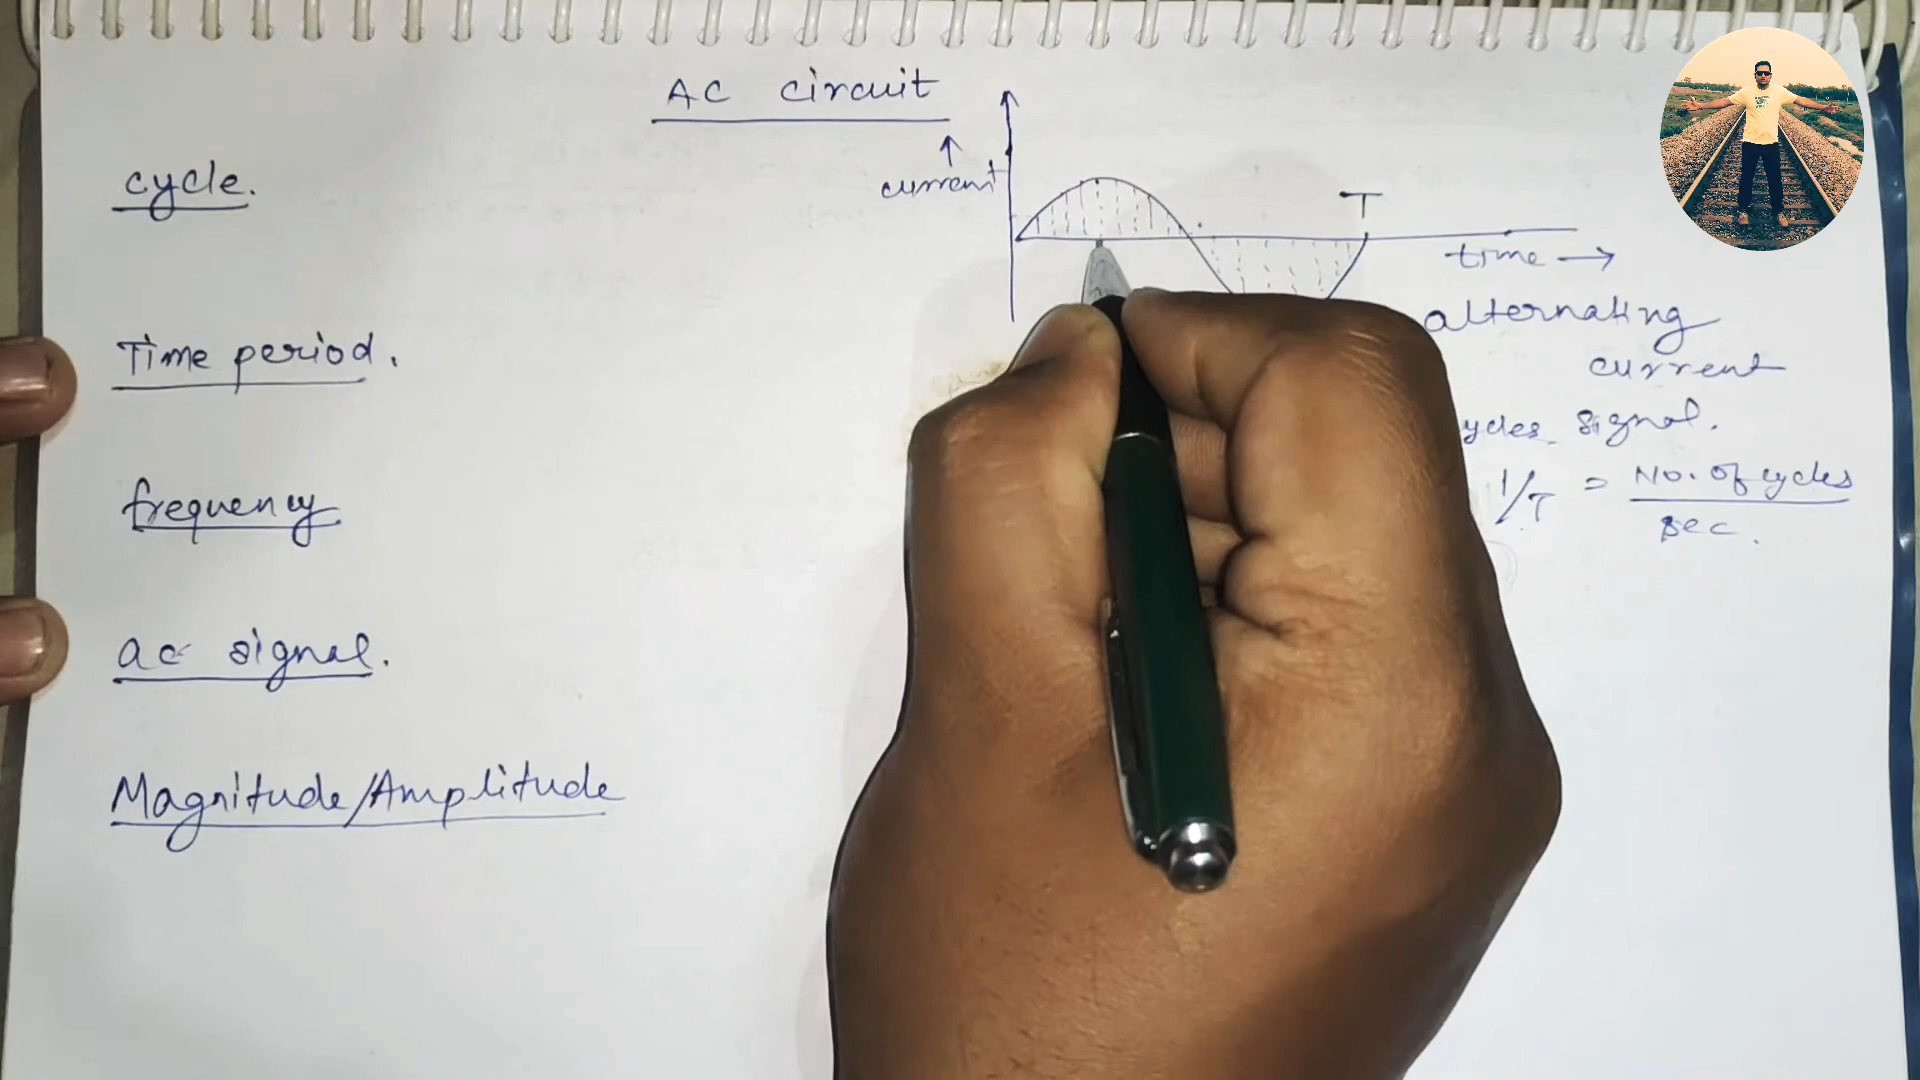 AC circuit
cycle.
current
T
time →
Time period.
alternating
current
ycles signal.
1/T = No. of cycles
sec.
frequency
ac signal.
Magnitude/Amplitude